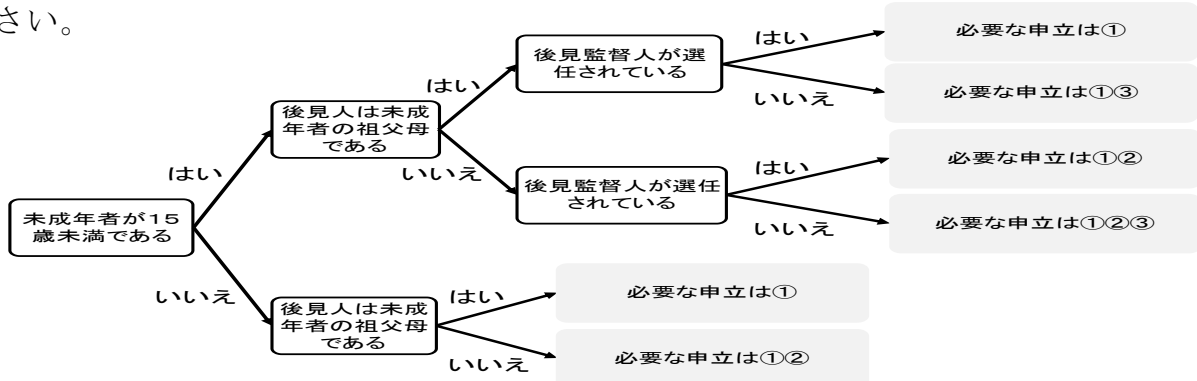 さい。
未成年者が15
歳未満である
はい
いいえ
後見人は未成
年者の祖父母
である
はい
いいえ
後見監督人が選
任されている
はい
いいえ
必要な申立は①
必要な申立は①③
後見監督人が選任
されている
はい
いいえ
必要な申立は①②
必要な申立は①②③
後見人は未成
年者の祖父母
である
はい
いいえ
必要な申立は①
必要な申立は①②